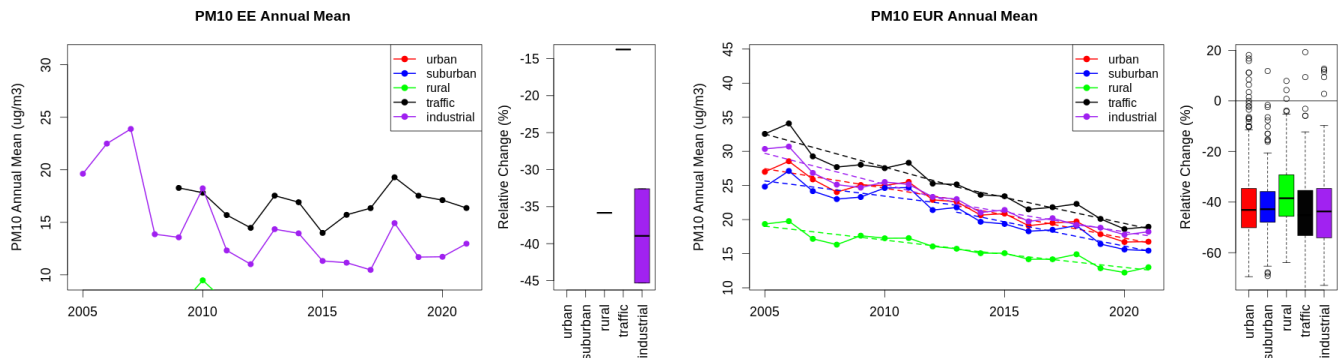 PM10 EE Annual Mean
PM10 Annual Mean (ug/m3)
30
25
20
15
10
2005
2010
2015
2020
urban
suburban
rural
traffic
industrial
Relative Change (%)
-15
-20
-25
-30
-35
-40
-45
urban
suburban
rural
traffic
industrial
PM10 EUR Annual Mean
PM10 Annual Mean (ug/m3)
45
40
35
30
25
20
15
10
2005
2010
2015
2020
urban
suburban
rural
traffic
industrial
Relative Change (%)
20
0
-20
-40
-60
urban
suburban
rural
traffic
industrial